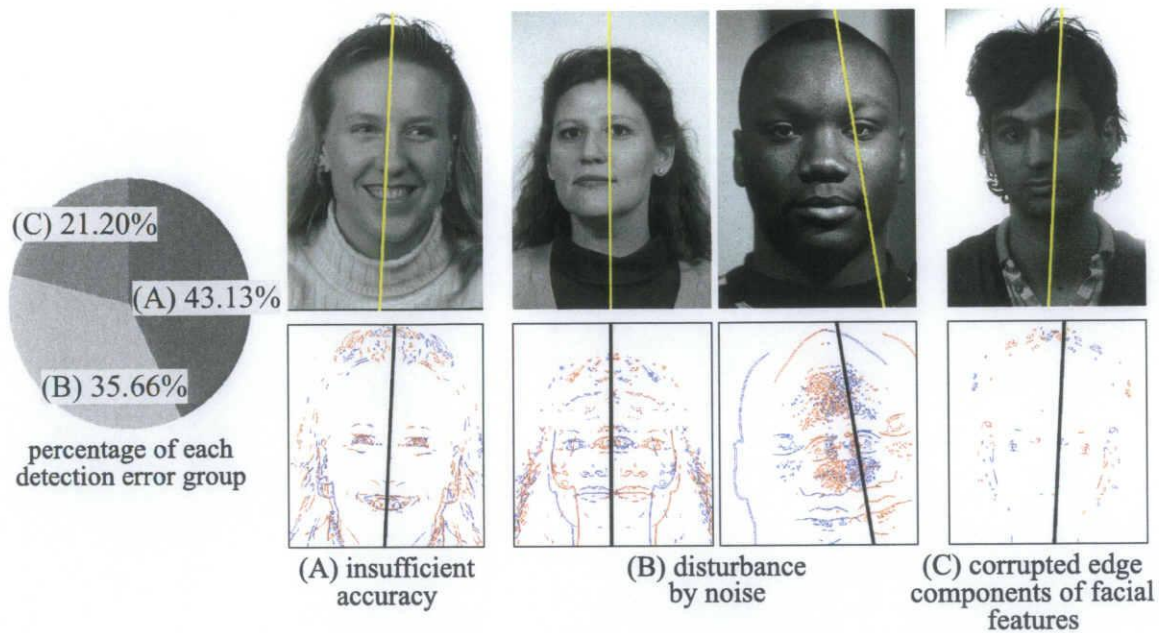 (C) 21.20%
(A) 43.13%
(B) 35.66%
percentage of each
detection error group
(A) insufficient
accuracy
(B) disturbance
by noise
(C) corrupted edge
components of facial
features